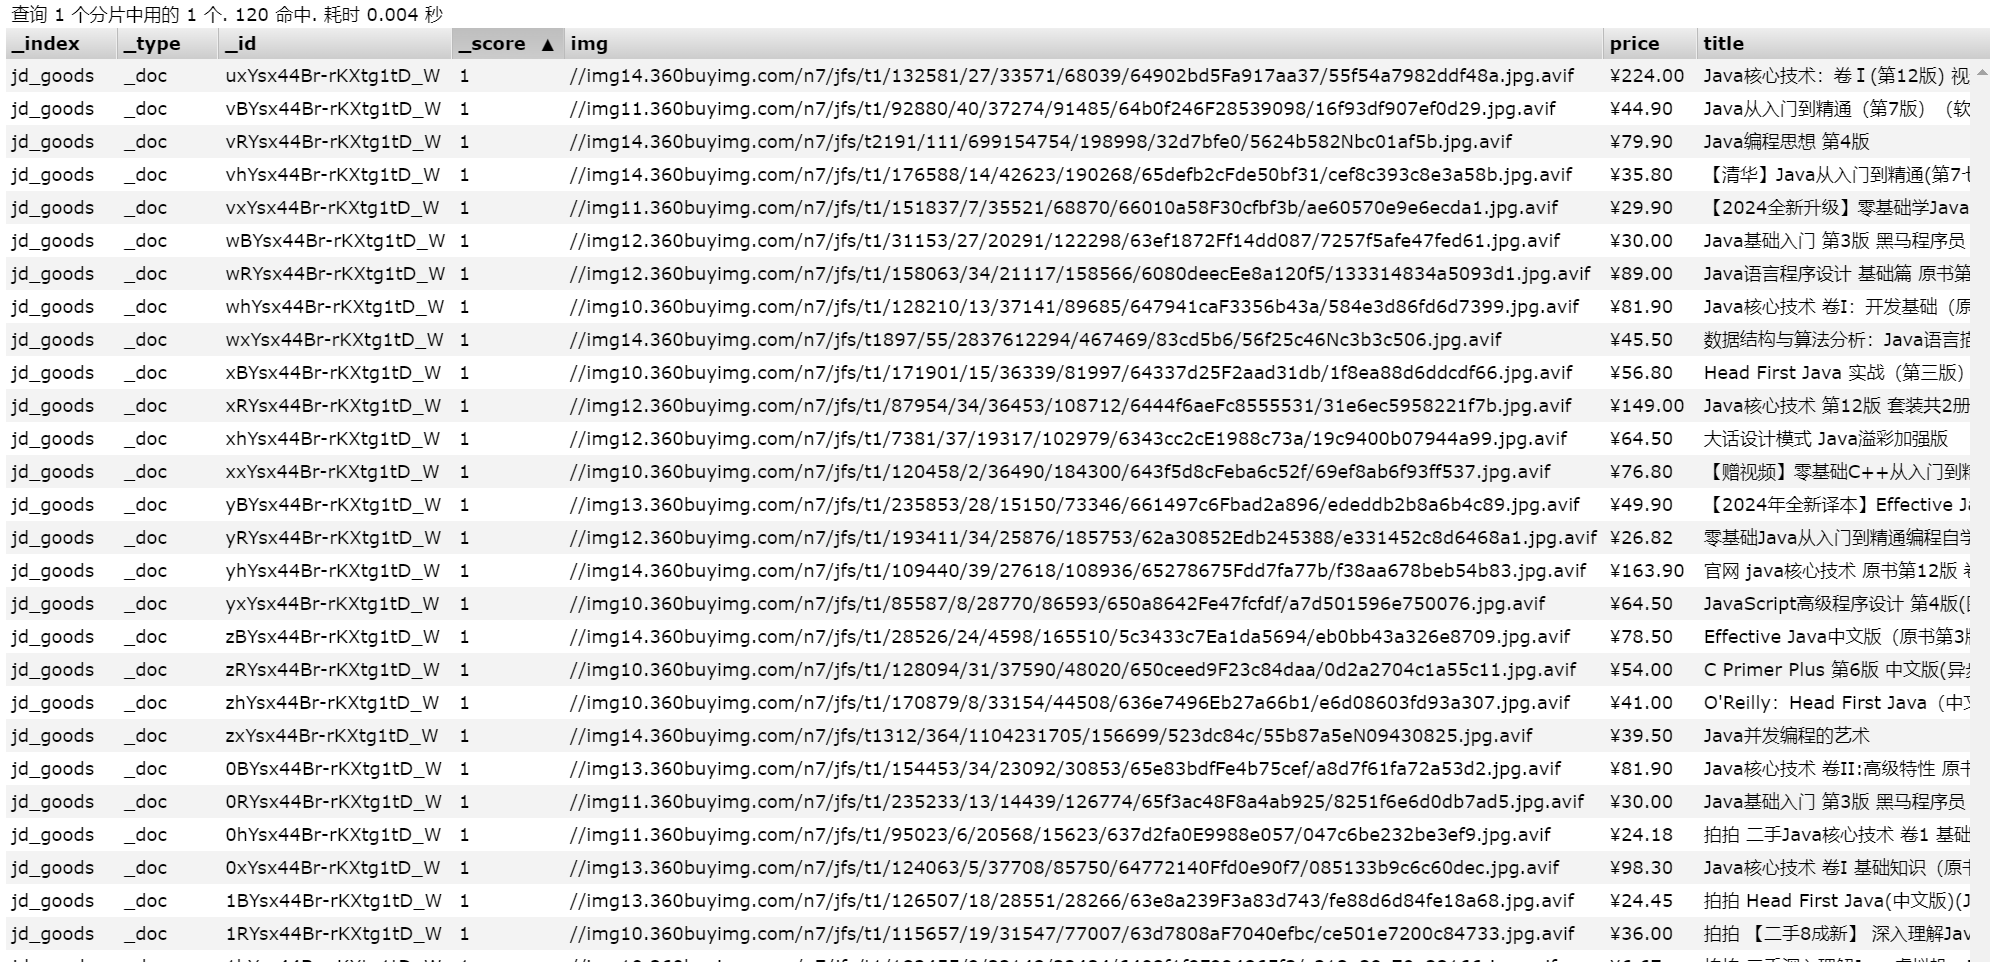 查询 1 个分片中用的 1 个. 120 命中. 耗时 0.004 秒
_index _type _id _score ▲ img price title
jd_goods _doc uxYsx44Br-rKXtg1tD_W 1 //img14.360buyimg.com/n7/jfs/t1/132581/27/33571/68039/64902bd5Fa917aa37/55f54a7982ddf48a.jpg.avif ¥224.00 Java核心技术：卷 I (第12版) 视
jd_goods _doc vBYsx44Br-rKXtg1tD_W 1 //img11.360buyimg.com/n7/jfs/t1/92880/40/37274/91485/64b0f246F28539098/16f93df907ef0d29.jpg.avif ¥44.90 Java从入门到精通（第7版）（软
jd_goods _doc vRYsx44Br-rKXtg1tD_W 1 //img14.360buyimg.com/n7/jfs/t2191/111/699154754/198998/32d7bfe0/5624b582Nbc01af5b.jpg.avif ¥79.90 Java编程思想 第4版
jd_goods _doc vhYsx44Br-rKXtg1tD_W 1 //img14.360buyimg.com/n7/jfs/t1/176588/14/42623/190268/65defb2cFde50bf31/cef8c393c8e3a58b.jpg.avif ¥35.80 【清华】Java从入门到精通(第7
jd_goods _doc vxYsx44Br-rKXtg1tD_W 1 //img11.360buyimg.com/n7/jfs/t1/151837/7/35521/68870/66010a58F30cfbf3b/ae60570e9e6ecda1.jpg.avif ¥29.90 【2024全新升级】零基础学Java
jd_goods _doc wBYsx44Br-rKXtg1tD_W 1 //img12.360buyimg.com/n7/jfs/t1/31153/27/20291/122298/63ef1872Ff14dd087/7257f5afe47fed61.jpg.avif ¥30.00 Java基础入门 第3版 黑马程序员
jd_goods _doc wRYsx44Br-rKXtg1tD_W 1 //img12.360buyimg.com/n7/jfs/t1/158063/34/21117/158566/6080deecEe8a120f5/133314834a5093d1.jpg.avif ¥89.00 Java语言程序设计 基础篇 原书第
jd_goods _doc whYsx44Br-rKXtg1tD_W 1 //img10.360buyimg.com/n7/jfs/t1/128210/13/37141/89685/647941caF3356b43a/584e3d86fd6d7399.jpg.avif ¥81.90 Java核心技术 卷I：开发基础（原
jd_goods _doc wxYsx44Br-rKXtg1tD_W 1 //img14.360buyimg.com/n7/jfs/t1897/55/2837612294/467469/83cd5b6/56f25c46Nc3b3c506.jpg.avif ¥45.50 数据结构与算法分析：Java语言描
jd_goods _doc xBYsx44Br-rKXtg1tD_W 1 //img10.360buyimg.com/n7/jfs/t1/171901/15/36339/81997/64337d25F2aad31db/1f8ea88d6ddcdf66.jpg.avif ¥56.80 Head First Java 实战（第三版）
jd_goods _doc xRYsx44Br-rKXtg1tD_W 1 //img12.360buyimg.com/n7/jfs/t1/87954/34/36453/108712/6444f6aeFc8555531/31e6ec5958221f7b.jpg.avif ¥149.00 Java核心技术 第12版 套装共2册
jd_goods _doc xhYsx44Br-rKXtg1tD_W 1 //img12.360buyimg.com/n7/jfs/t1/7381/37/19317/102979/6343cc2cE1988c73a/19c9400b07944a99.jpg.avif ¥64.50 大话设计模式 Java溢彩加强版
jd_goods _doc xxYsx44Br-rKXtg1tD_W 1 //img10.360buyimg.com/n7/jfs/t1/120458/2/36490/184300/643f5d8cFeba6c52f/69ef8ab6f93ff537.jpg.avif ¥76.80 【赠视频】零基础C++从入门到精
jd_goods _doc yBYsx44Br-rKXtg1tD_W 1 //img13.360buyimg.com/n7/jfs/t1/235853/28/15150/73346/661497c6Fbad2a896/ededdb2b8a6b4c89.jpg.avif ¥49.90 【2024年全新译本】Effective Ja
jd_goods _doc yRYsx44Br-rKXtg1tD_W 1 //img12.360buyimg.com/n7/jfs/t1/193411/34/25876/185753/62a30852Edb245388/e331452c8d6468a1.jpg.avif ¥26.82 零基础Java从入门到精通编程自学
jd_goods _doc yhYsx44Br-rKXtg1tD_W 1 //img14.360buyimg.com/n7/jfs/t1/109440/39/27618/108936/65278675Fdd7fa77b/f38aa678beb54b83.jpg.avif ¥163.90 官网 java核心技术 原书第12版 卷
jd_goods _doc yxYsx44Br-rKXtg1tD_W 1 //img10.360buyimg.com/n7/jfs/t1/85587/8/28770/86593/650a8642Fe47fcfdf/a7d501596e750076.jpg.avif ¥64.50 JavaScript高级程序设计 第4版(
jd_goods _doc zBYsx44Br-rKXtg1tD_W 1 //img14.360buyimg.com/n7/jfs/t1/28526/24/4598/165510/5c3433c7Ea1da5694/eb0bb43a326e8709.jpg.avif ¥78.50 Effective Java中文版（原书第3版
jd_goods _doc zRYsx44Br-rKXtg1tD_W 1 //img10.360buyimg.com/n7/jfs/t1/128094/31/37590/48020/650ceed9F23c84daa/0d2a2704c1a55c11.jpg.avif ¥54.00 C Primer Plus 第6版 中文版(异步
jd_goods _doc zhYsx44Br-rKXtg1tD_W 1 //img10.360buyimg.com/n7/jfs/t1/170879/8/33154/44508/636e7496Eb27a66b1/e6d08603fd93a307.jpg.avif ¥41.00 O'Reilly：Head First Java（中文
jd_goods _doc zxYsx44Br-rKXtg1tD_W 1 //img14.360buyimg.com/n7/jfs/t1312/364/1104231705/156699/523dc84c/55b87a5eN09430825.jpg.avif ¥39.50 Java并发编程的艺术
jd_goods _doc 0BYsx44Br-rKXtg1tD_W 1 //img13.360buyimg.com/n7/jfs/t1/154453/34/23092/30853/65e83bdfFe4b75cef/a8d7f61fa72a53d2.jpg.avif ¥81.90 Java核心技术 卷II:高级特性 原书
jd_goods _doc 0RYsx44Br-rKXtg1tD_W 1 //img11.360buyimg.com/n7/jfs/t1/235233/13/14439/126774/65f3ac48F8a4ab925/8251f6e6d0db7ad5.jpg.avif ¥30.00 Java基础入门 第3版 黑马程序员
jd_goods _doc 0hYsx44Br-rKXtg1tD_W 1 //img11.360buyimg.com/n7/jfs/t1/95023/6/20568/15623/637d2fa0E9988e057/047c6be232be3ef9.jpg.avif ¥24.18 拍拍 二手Java核心技术 卷1 基础
jd_goods _doc 0xYsx44Br-rKXtg1tD_W 1 //img13.360buyimg.com/n7/jfs/t1/124063/5/37708/85750/64772140Ffd0e90f7/085133b9c6c60dec.jpg.avif ¥98.30 Java核心技术 卷I 基础知识（原书
jd_goods _doc 1BYsx44Br-rKXtg1tD_W 1 //img13.360buyimg.com/n7/jfs/t1/126507/18/28551/28266/63e8a239F3a83d743/fe88d6d84fe18a68.jpg.avif ¥24.45 拍拍 Head First Java(中文版)(J
jd_goods _doc 1RYsx44Br-rKXtg1tD_W 1 //img10.360buyimg.com/n7/jfs/t1/115657/19/31547/77007/63d7808aF7040efbc/ce501e7200c84733.jpg.avif ¥36.00 拍拍 【二手8成新】 深入理解Jav